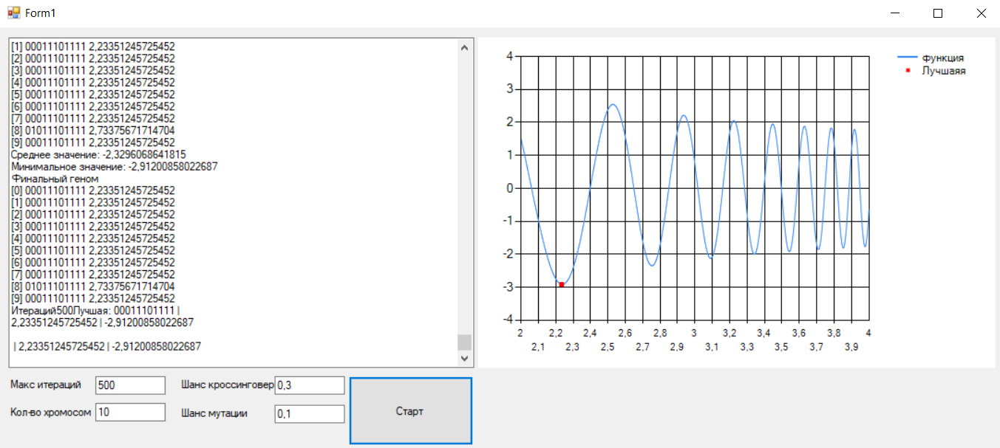 Form1
[1] 00011101111 2,23351245725452
[2] 00011101111 2,23351245725452
[3] 00011101111 2,23351245725452
[4] 00011101111 2,23351245725452
[5] 00011101111 2,23351245725452
[6] 00011101111 2,23351245725452
[7] 00011101111 2,23351245725452
[8] 01011101111 2,73375671714704
[9] 00011101111 2,23351245725452
Среднее значение: -2,3296068641815
Минимальное значение: -2,91200858022687
Финальный геном
[0] 00011101111 2,23351245725452
[1] 00011101111 2,23351245725452
[2] 00011101111 2,23351245725452
[3] 00011101111 2,23351245725452
[4] 00011101111 2,23351245725452
[5] 00011101111 2,23351245725452
[6] 00011101111 2,23351245725452
[7] 00011101111 2,23351245725452
[8] 01011101111 2,73375671714704
[9] 00011101111 2,23351245725452
Итераций500Лучшая: 00011101111 |
2,23351245725452 | -2,91200858022687
| 2,23351245725452 | -2,91200858022687
4
3
2
1
0
-1
-2
-3
-4
2 2,2 2,4 2,6 2,8 3 3,2 3,4 3,6 3,8 4
2,1 2,3 2,5 2,7 2,9 3,1 3,3 3,5 3,7 3,9
функция
Лучшаяя
Макс итераций 500 Шанс кроссинговер 0,3
Кол-во хромосом 10 Шанс мутации 0,1
Старт